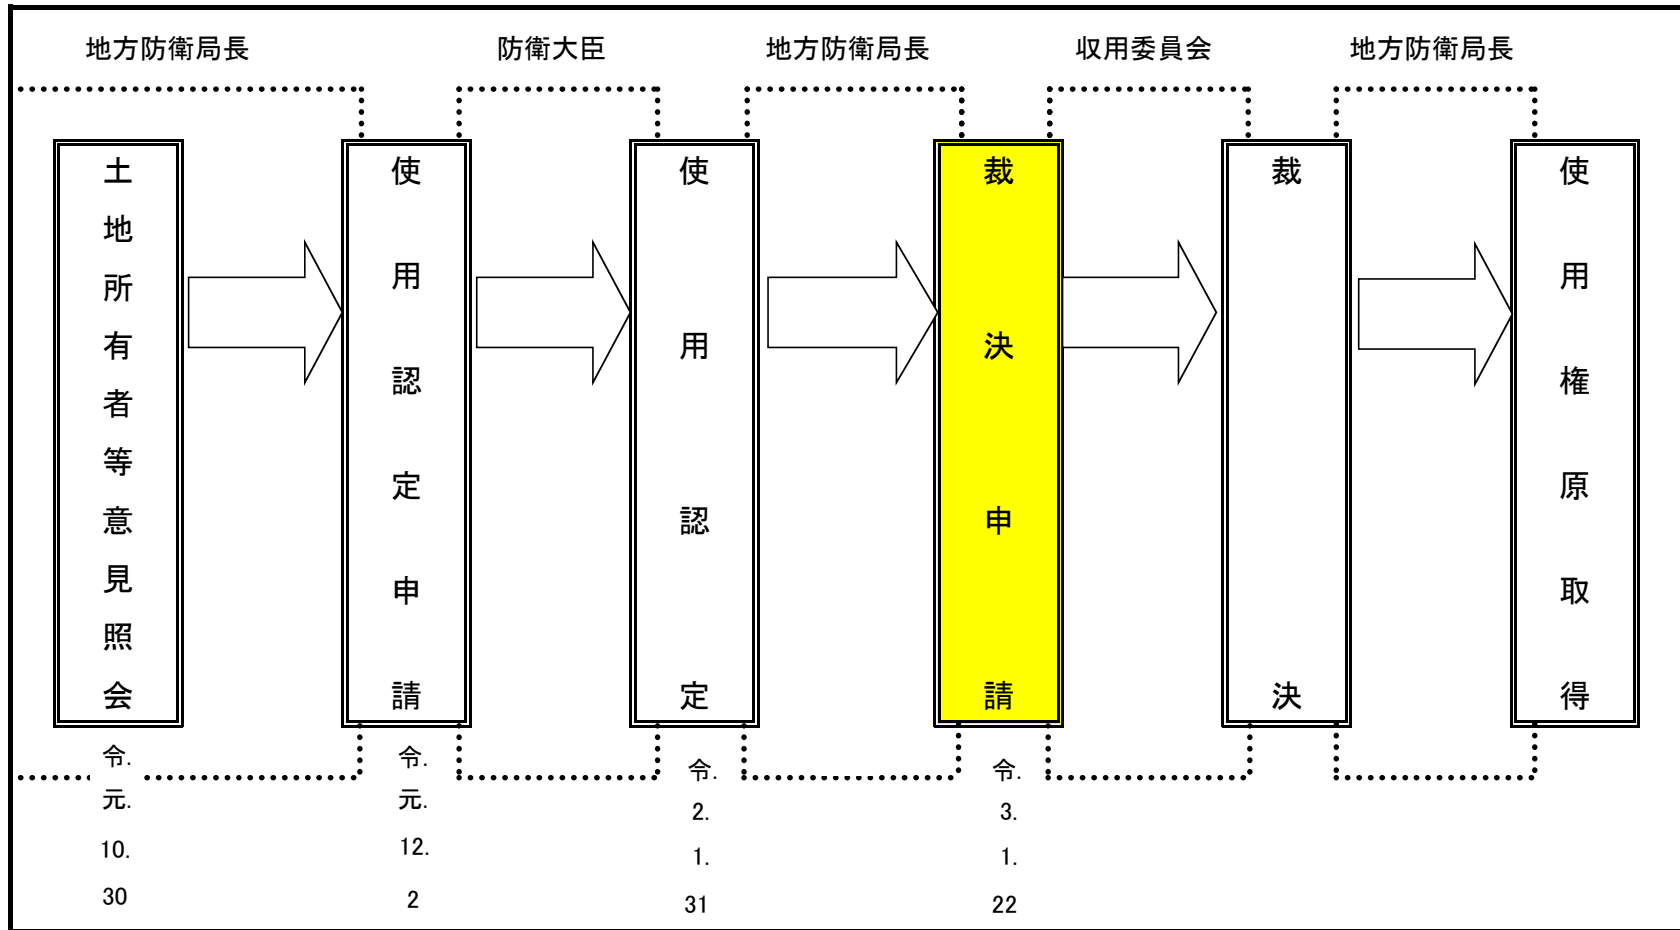 地方防衛局長
防衛大臣
地方防衛局長
収用委員会
地方防衛局長
土地所有者等意見照会
使用認定申請
使用認定
裁決申請
裁決
使用権原取得
令.元.10.30
令.元.12.2
令.2.1.31
令.3.1.22